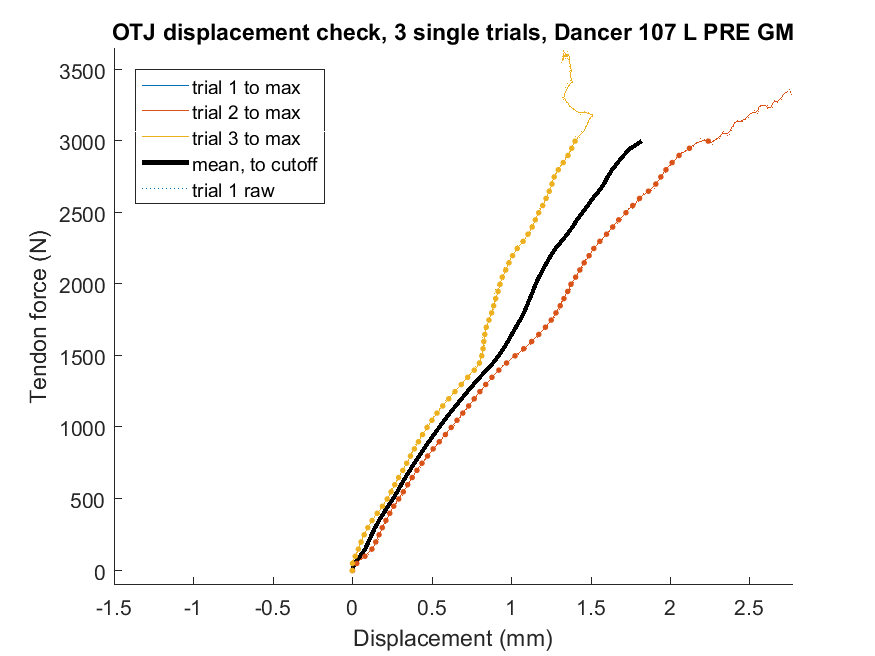 OTJ displacement check, 3 single trials, Dancer 107 L PRE GM
3500
3000
2500
2000
1500
1000
500
0
Tendon force (N)
trial 1 to max
trial 2 to max
trial 3 to max
mean, to cutoff
trial 1 raw
-1.5 -1 -0.5 0 0.5 1 1.5 2 2.5
Displacement (mm)